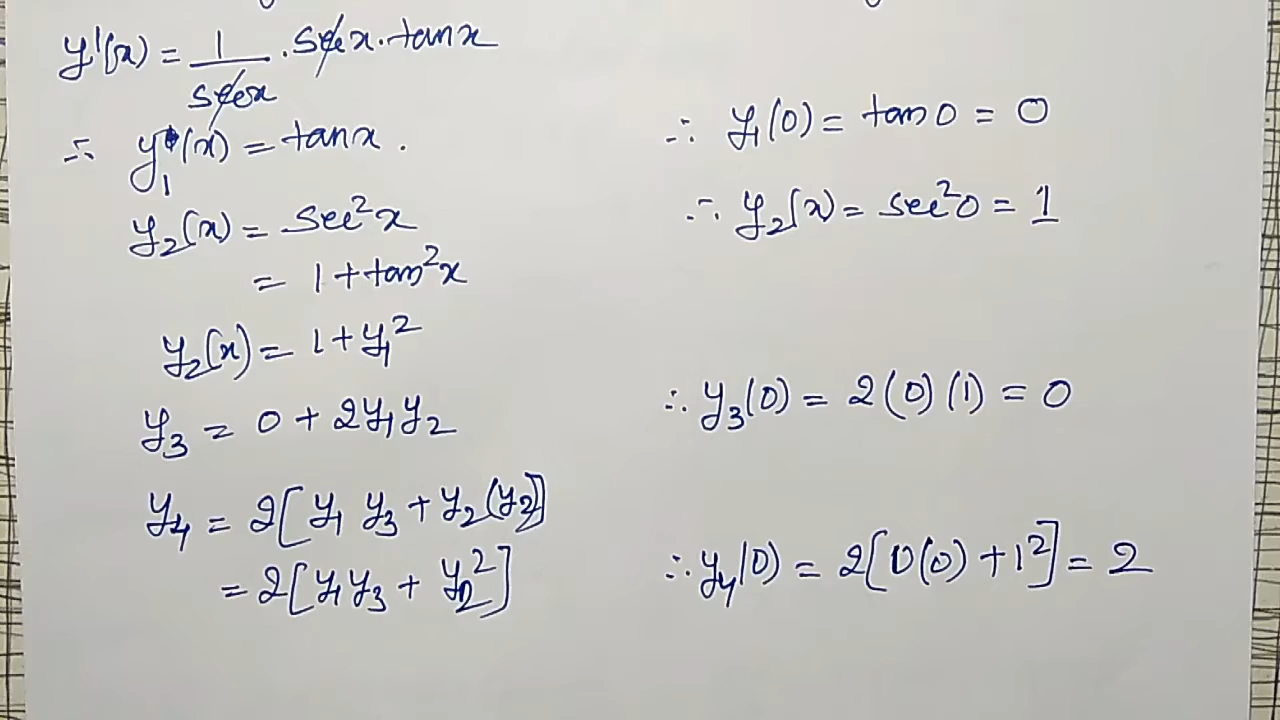 y'(x) = 1/secx . secx . tanx
∴ y₁(x) = tanx .
∴ y₁(0) = tan0 = 0
y₂(x) = sec²x
∴ y₂(x) = sec²0 = 1
= 1 + tan²x
y₂(x) = 1 + y₁²
y₃ = 0 + 2y₁y₂
∴ y₃(0) = 2(0)(1) = 0
y₄ = 2[y₁ y₃ + y₂(y₂)]
= 2[y₁y₃ + y₂²]
∴ y₄(0) = 2[0(0) + 1²] = 2